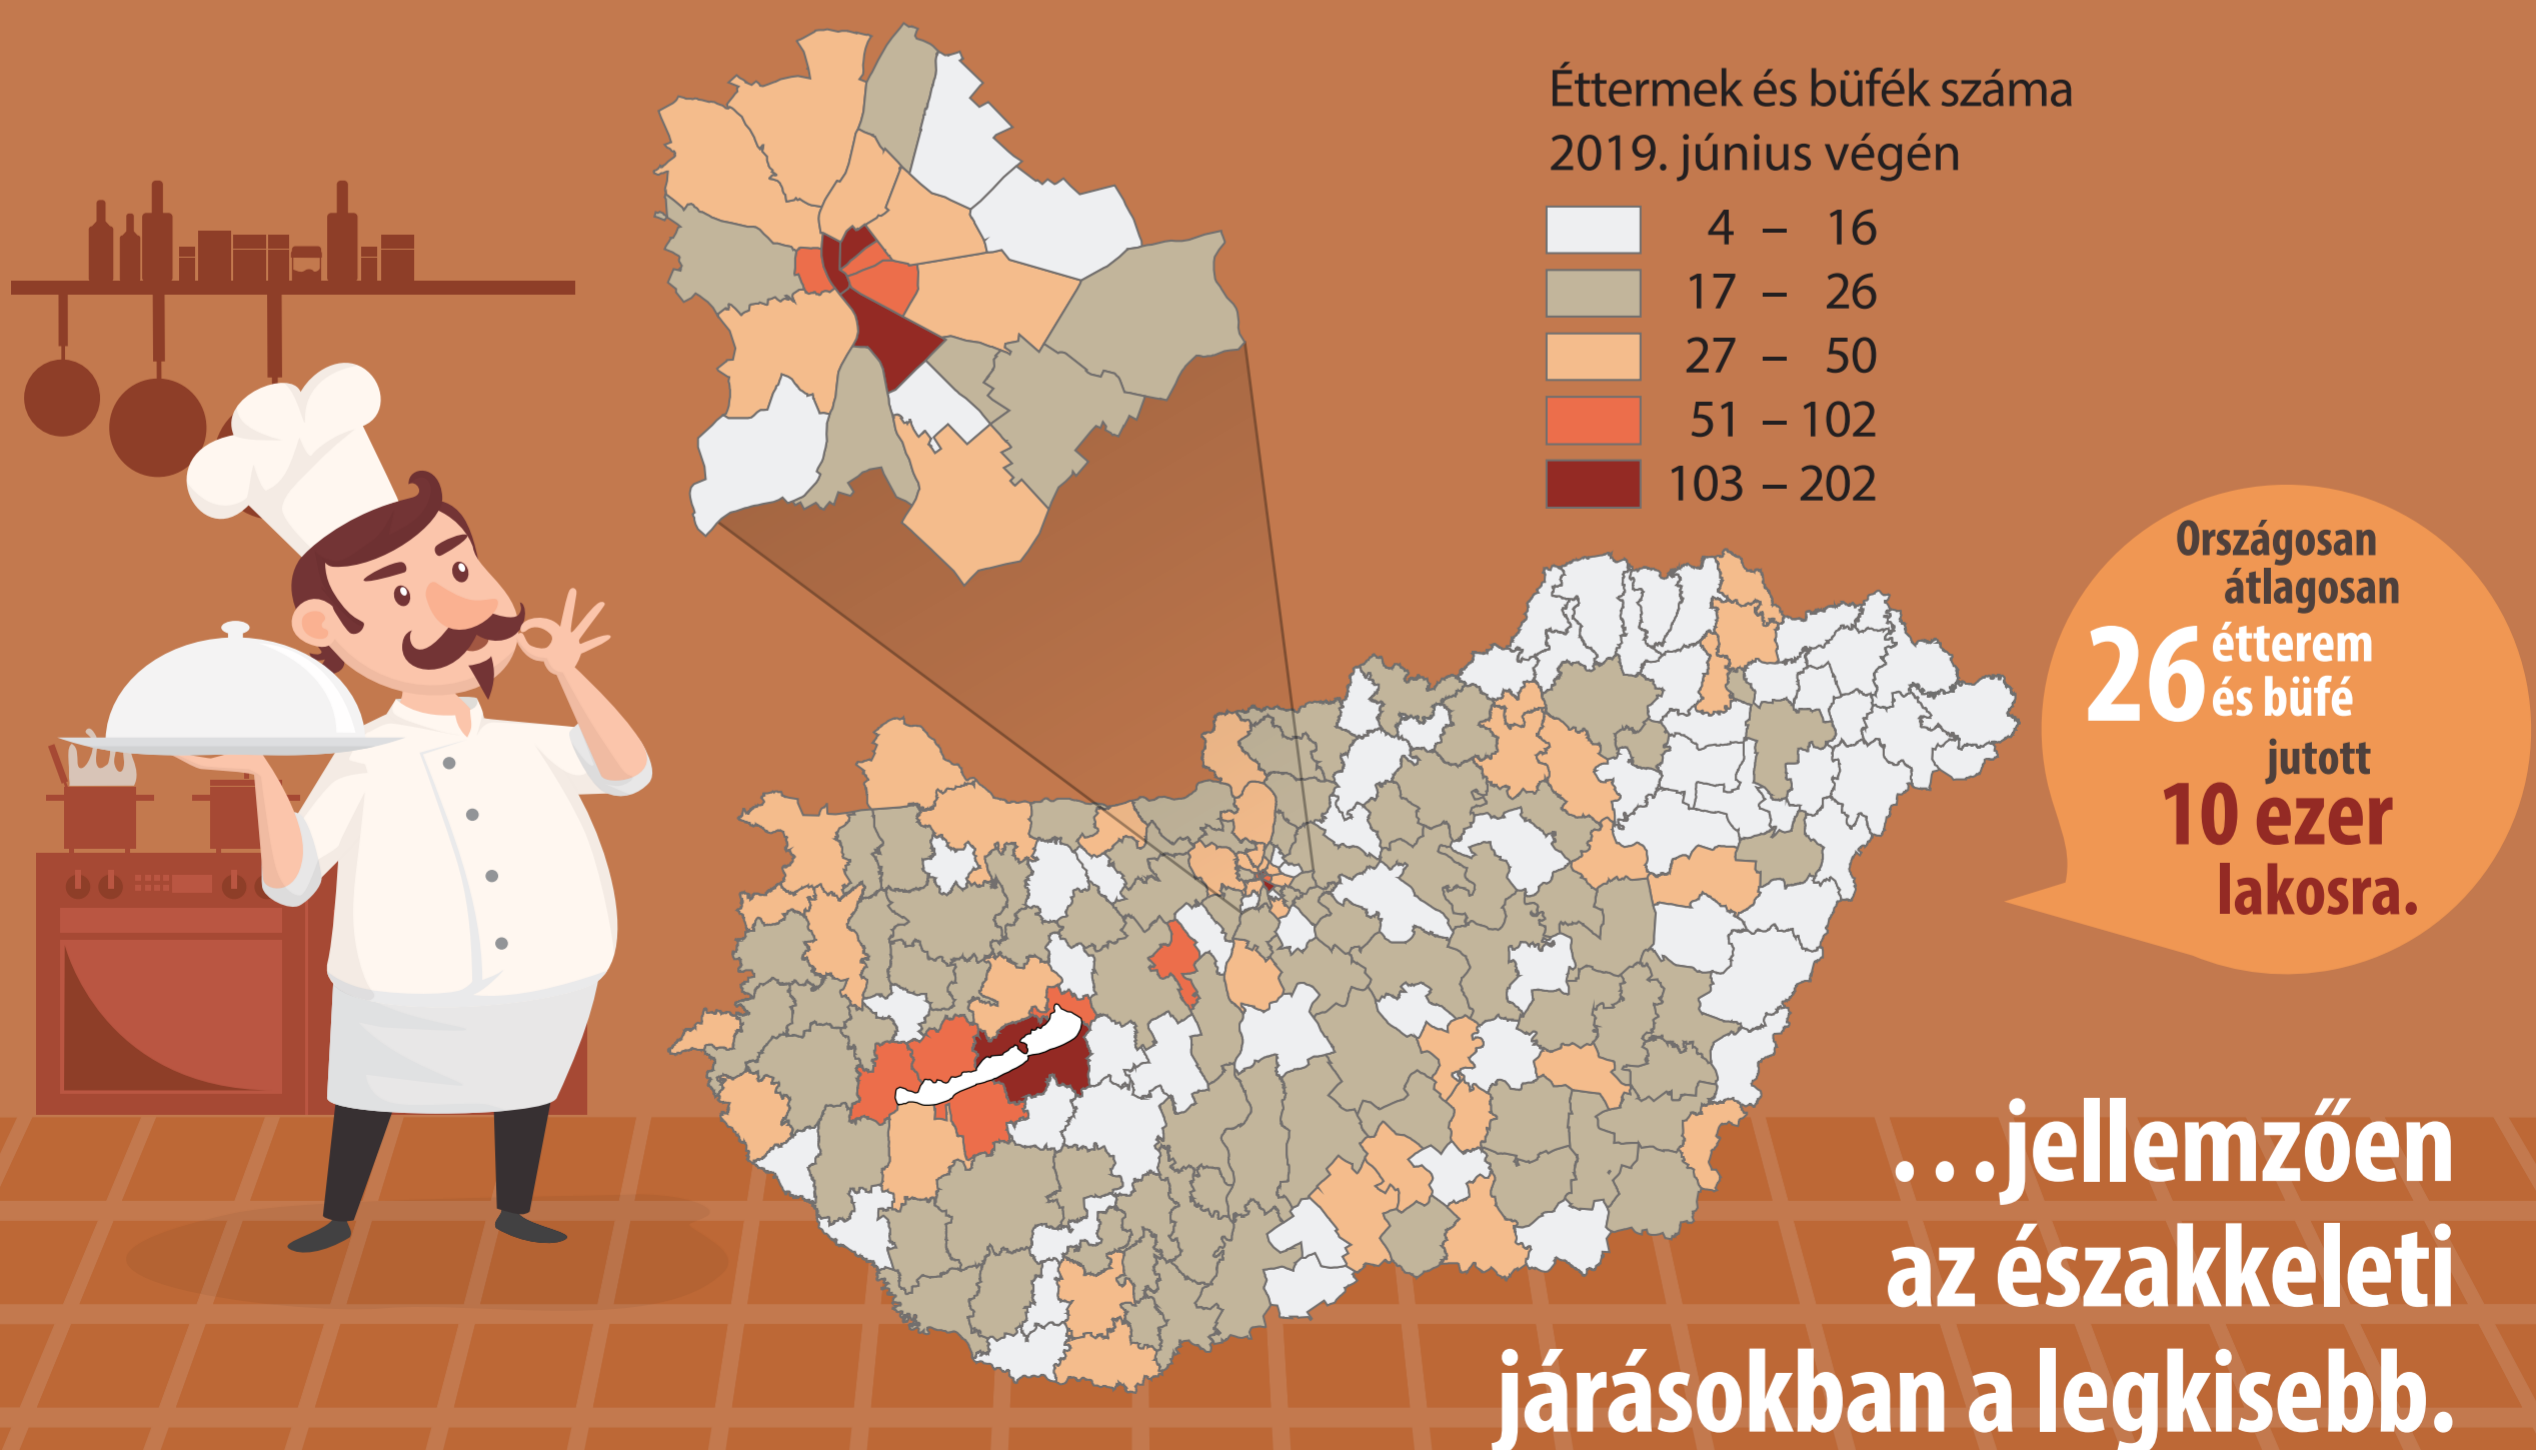 Éttermek és büfék száma
2019. június végén
4 – 16
17 – 26
27 – 50
51 – 102
103 – 202
Országosan
átlagosan
26 étterem
és büfé
jutott
10 ezer
lakosra.
…jellemzően
az északkeleti
járásokban a legkisebb.